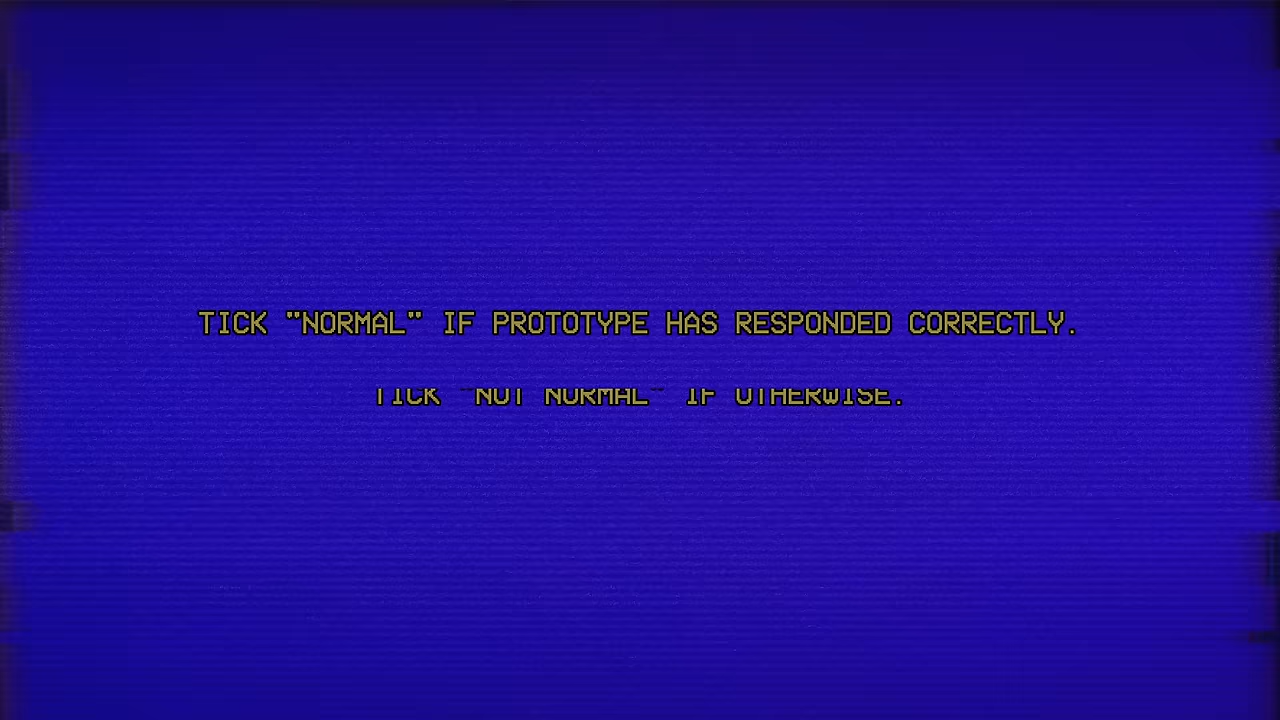 TICK "NORMAL" IF PROTOTYPE HAS RESPONDED CORRECTLY.
TICK "NOT NORMAL" IF OTHERWISE.